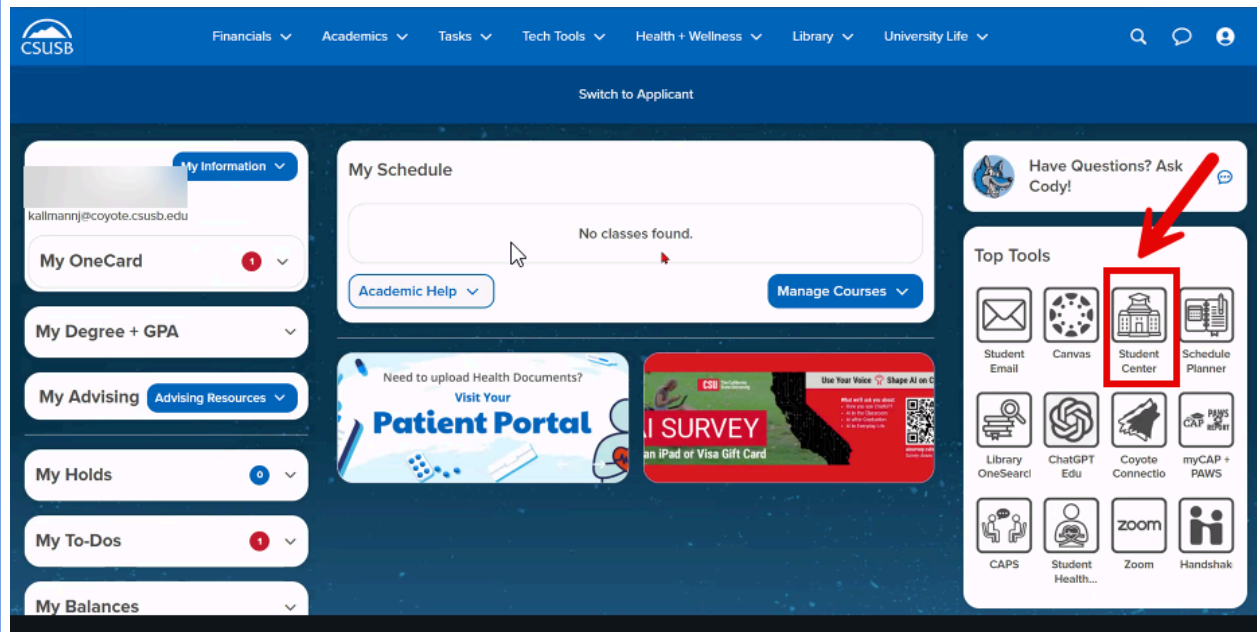 CSUSB
Financials
Academics
Tasks
Tech Tools
Health + Wellness
Library
University Life
Switch to Applicant
My Information
kallmannj@coyote.csusb.edu
My OneCard
1
My Degree + GPA
My Advising
Advising Resources
My Holds
0
My To-Dos
1
My Balances
My Schedule
No classes found.
Academic Help
Manage Courses
Need to upload Health Documents?
Visit Your
Patient Portal
CSU
Use Your Voice
Shape AI on C
AI SURVEY
an iPad or Visa Gift Card
Have Questions? Ask
Cody!
Top Tools
Student
Email
Canvas
Student
Center
Schedule
Planner
Library
OneSearcl
ChatGPT
Edu
Coyote
Connectio
CAP
PAWS
REPORT
myCAP +
PAWS
CAPS
Student
Health...
zoom
Zoom
Handshak